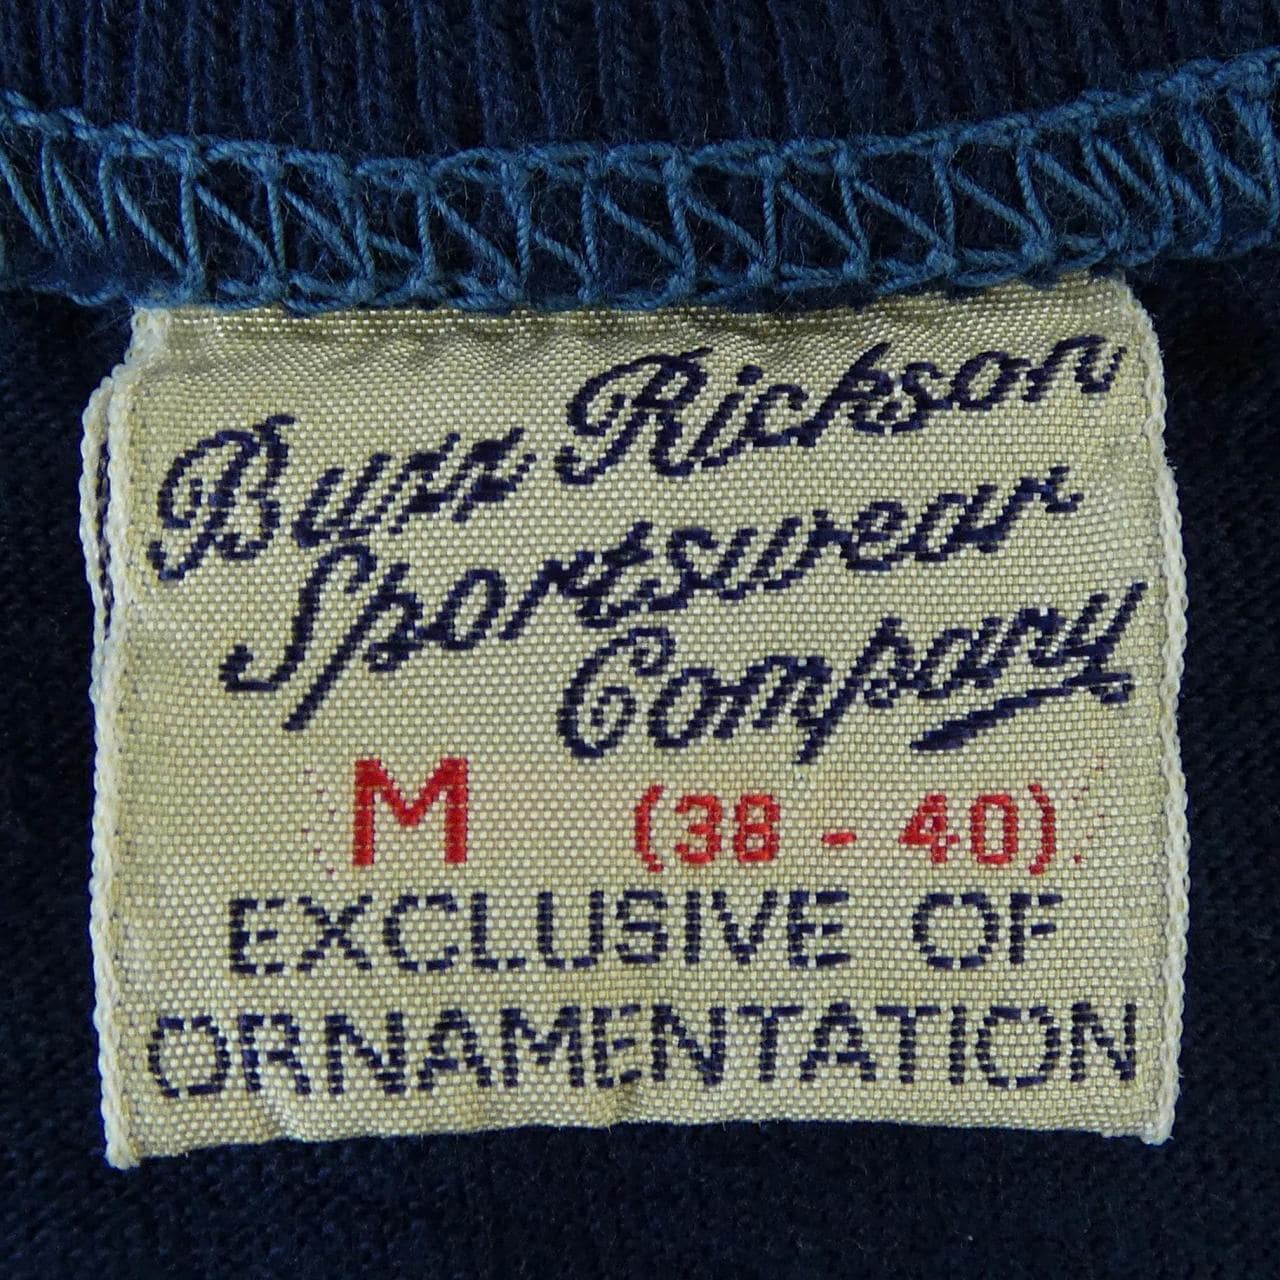 Buzz Rickson
Sportswear
Company
M (38 - 40)
EXCLUSIVE OF
ORNAMENTATION